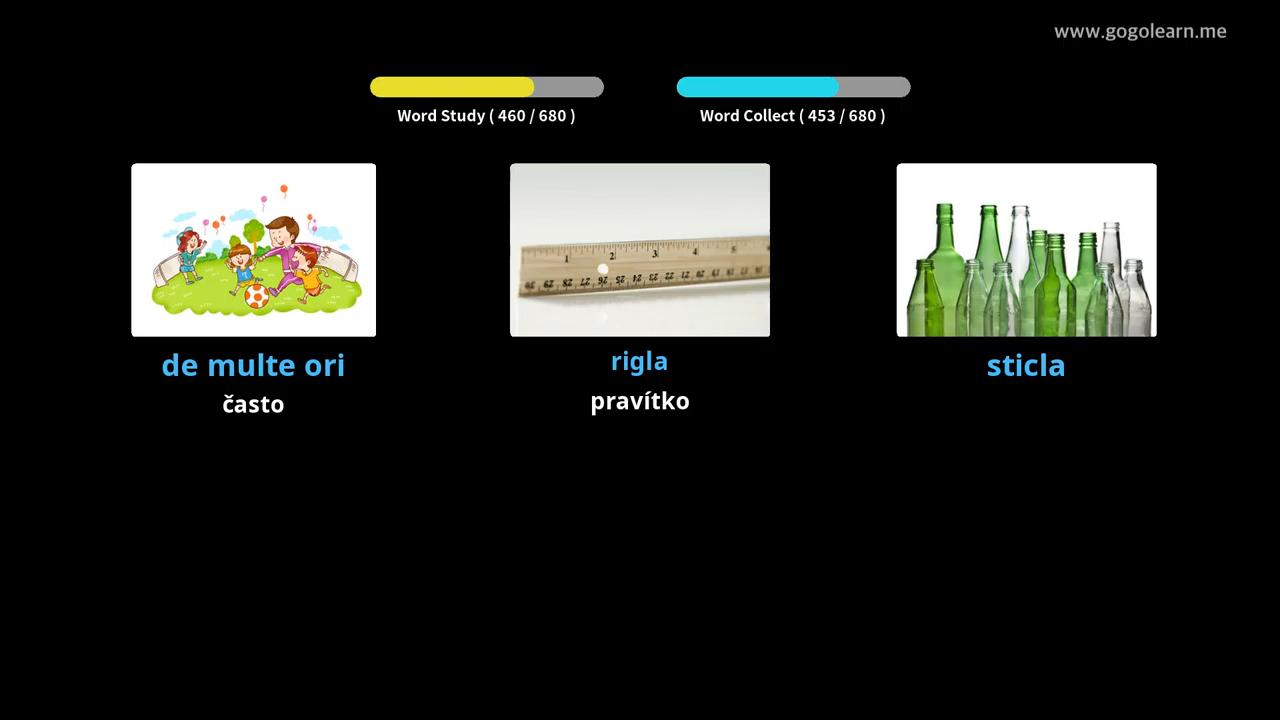 www.gogolearn.me
Word Study ( 460 / 680 )
Word Collect ( 453 / 680 )
de multe ori
často
rigla
pravítko
sticla